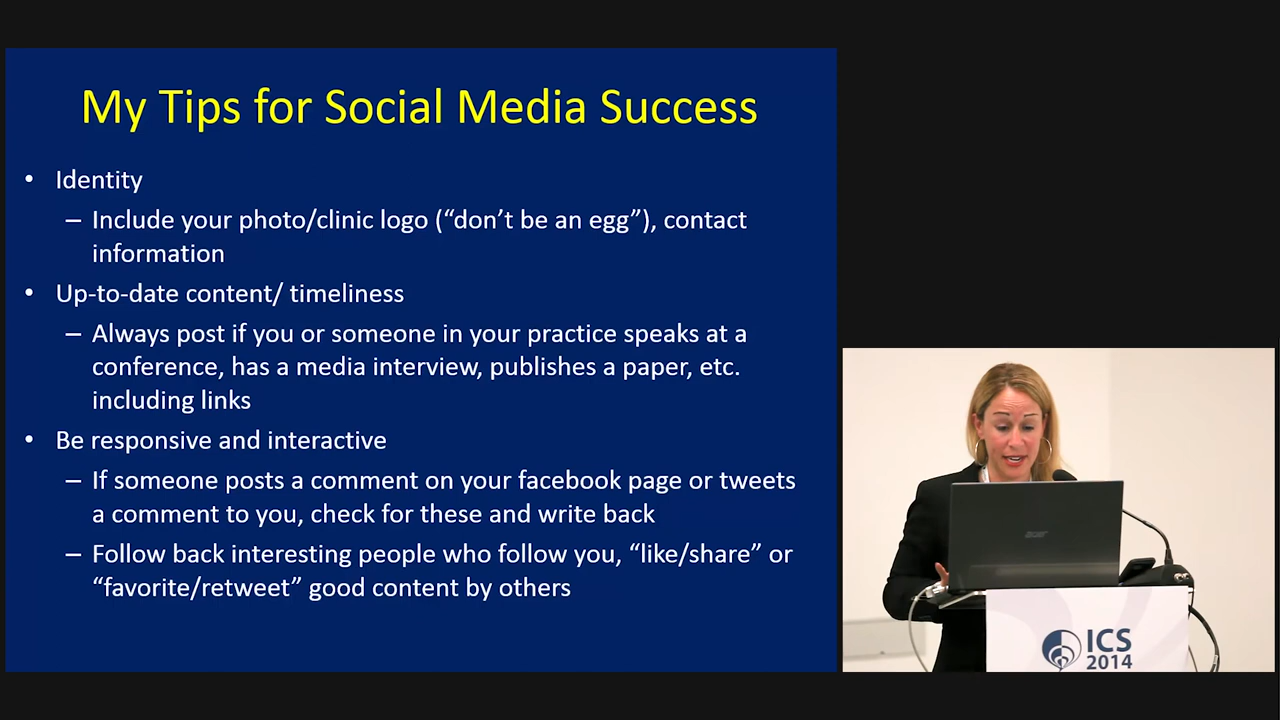 My Tips for Social Media Success
• Identity
– Include your photo/clinic logo (“don’t be an egg”), contact
information
• Up-to-date content/ timeliness
– Always post if you or someone in your practice speaks at a
conference, has a media interview, publishes a paper, etc.
including links
• Be responsive and interactive
– If someone posts a comment on your facebook page or tweets
a comment to you, check for these and write back
– Follow back interesting people who follow you, “like/share” or
“favorite/retweet” good content by others
acer
ICS
2014